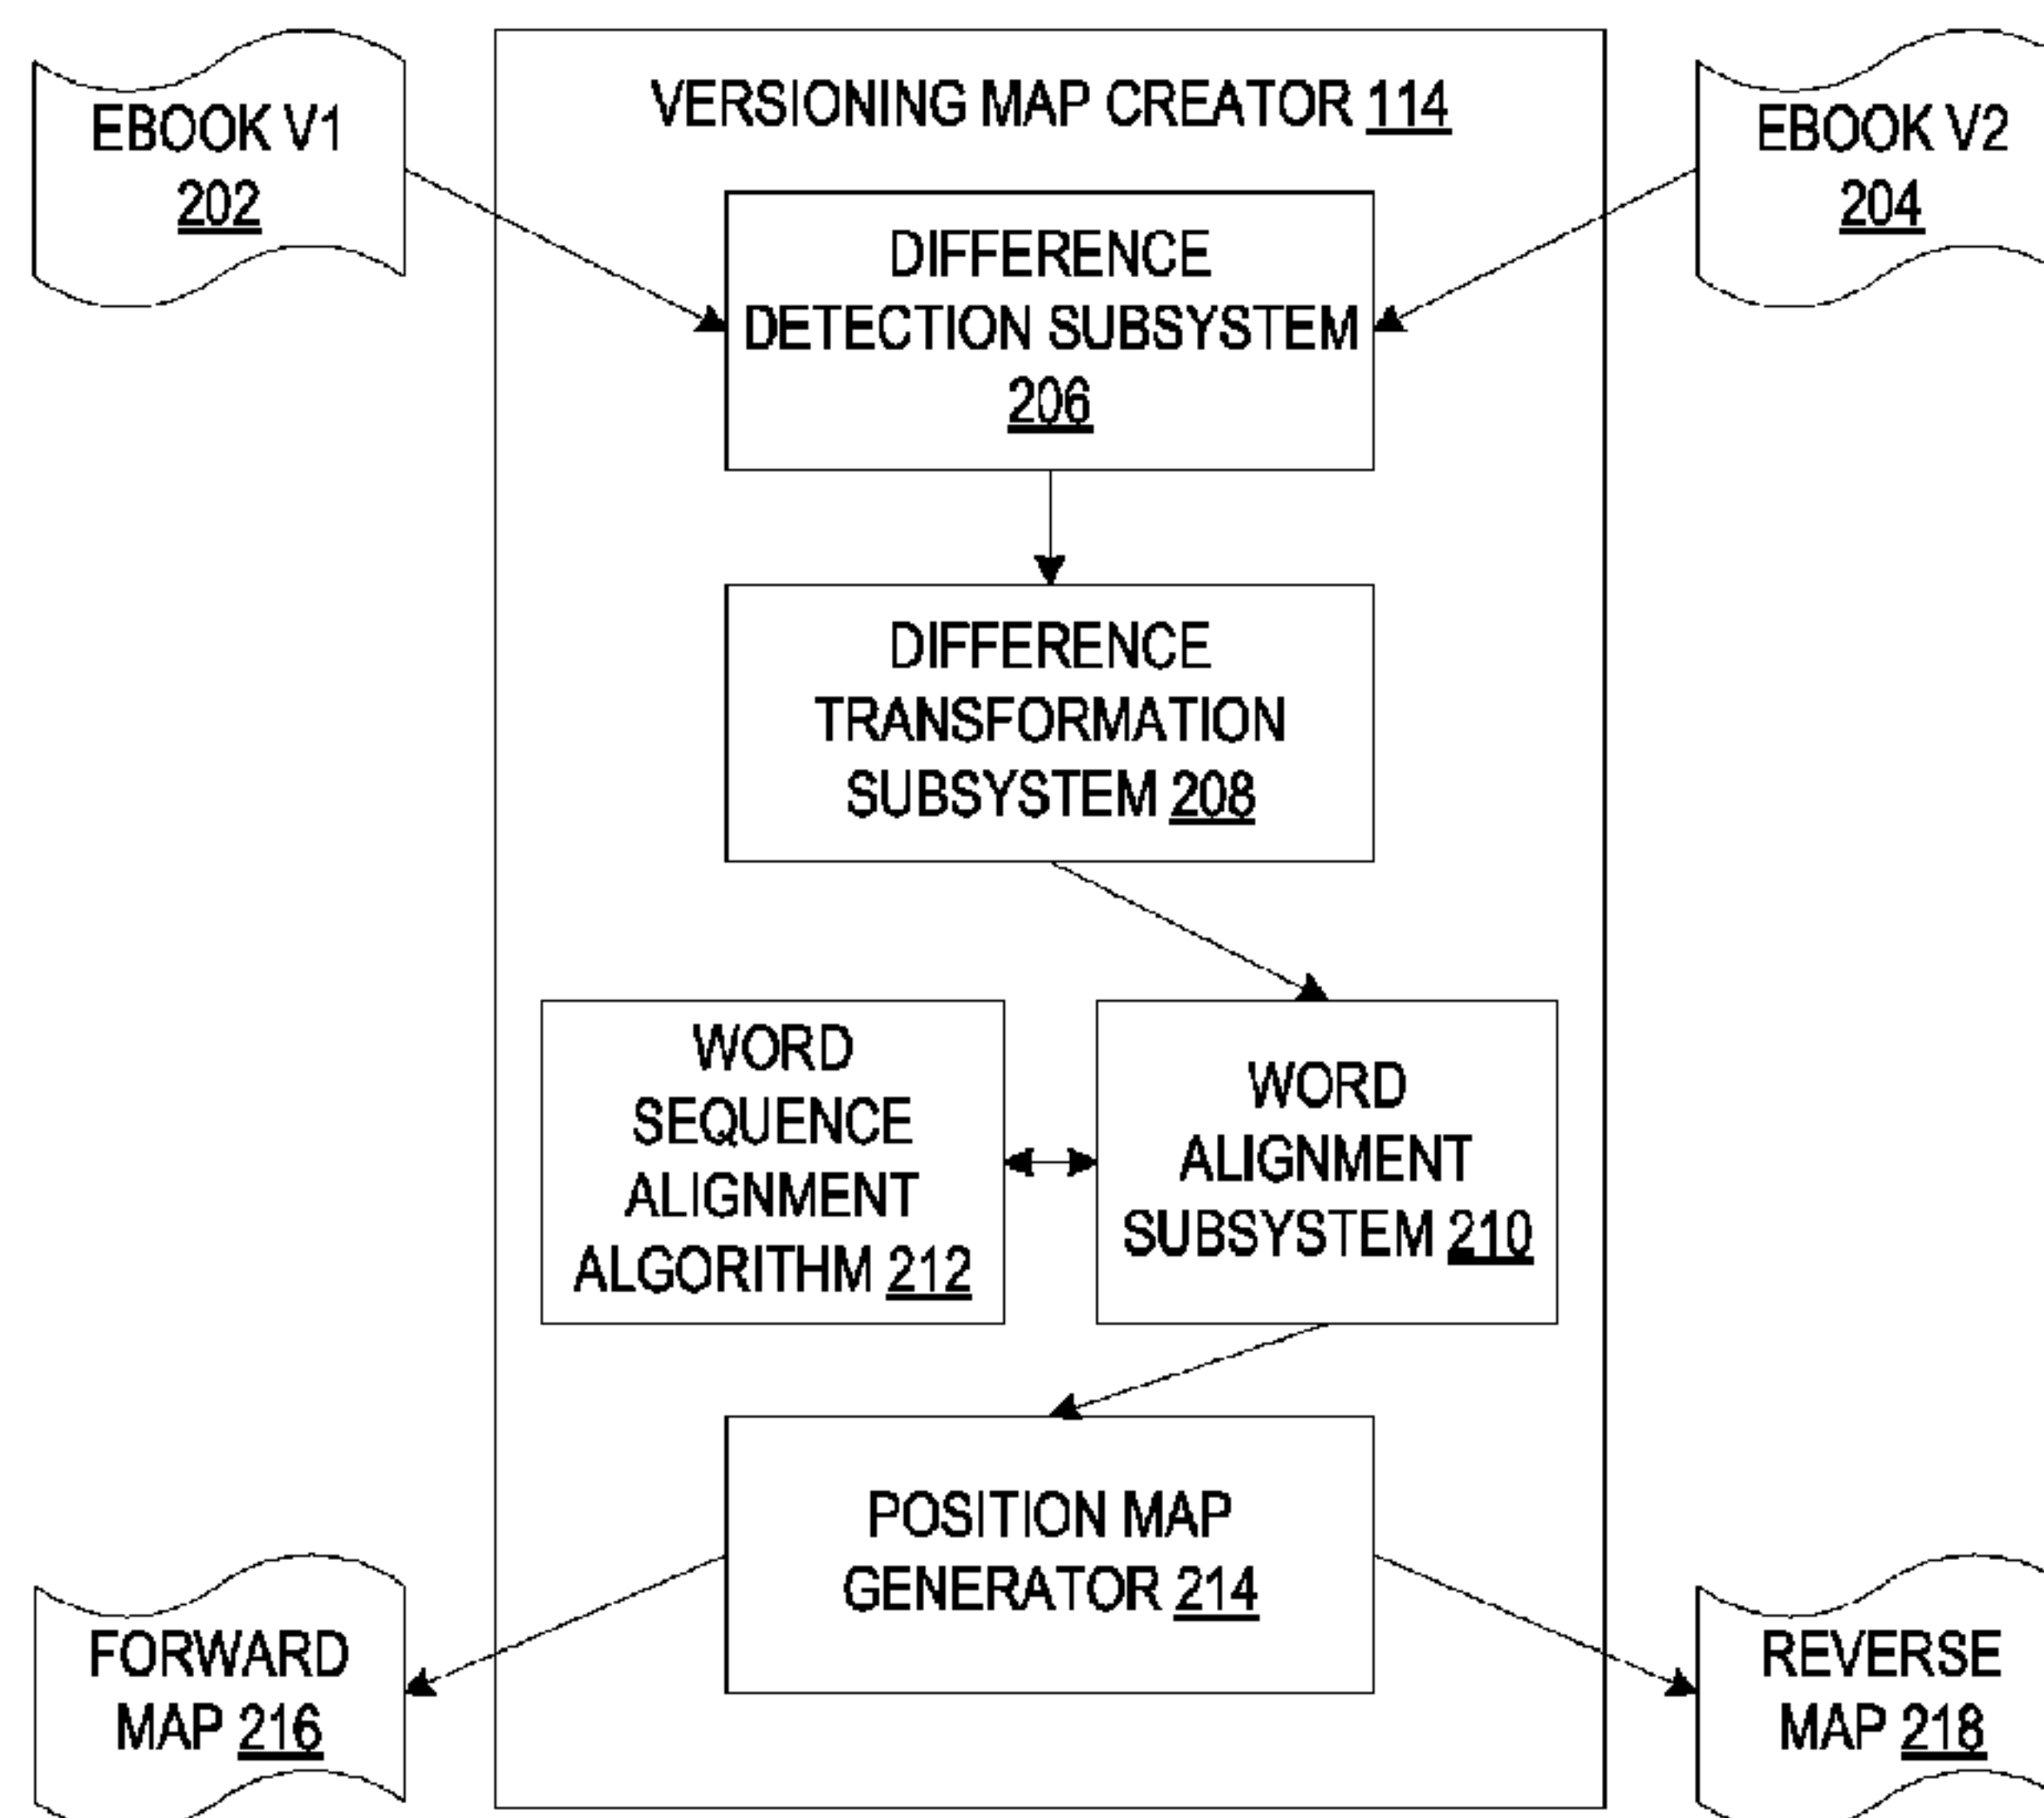 VERSIONING MAP CREATOR 114
EBOOK V1
202
EBOOK V2
204
DIFFERENCE
DETECTION SUBSYSTEM
206
DIFFERENCE
TRANSFORMATION
SUBSYSTEM 208
WORD
SEQUENCE
ALIGNMENT
ALGORITHM 212
WORD
ALIGNMENT
SUBSYSTEM 210
POSITION MAP
GENERATOR 214
FORWARD
MAP 216
REVERSE
MAP 218